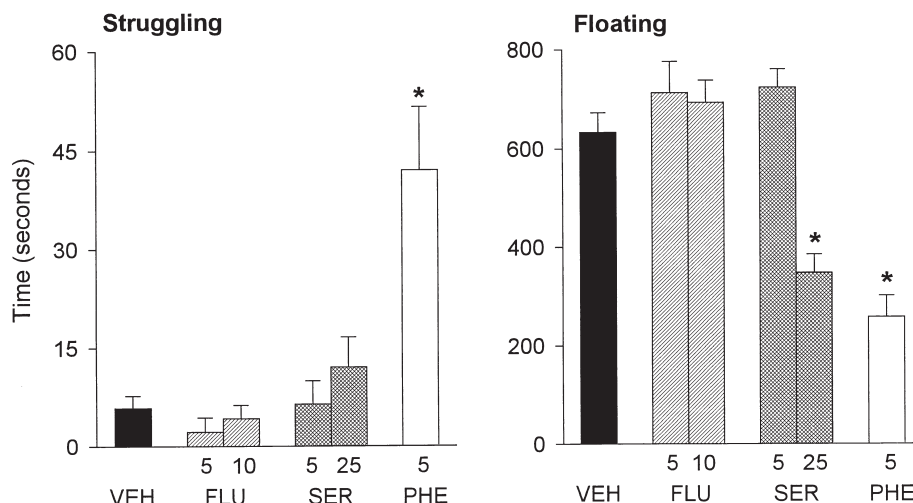 Struggling
60
45
30
15
0
Time (seconds)
*
5 10 5 25 5
VEH FLU SER PHE
Floating
800
600
400
200
0
*
*
5 10 5 25 5
VEH FLU SER PHE